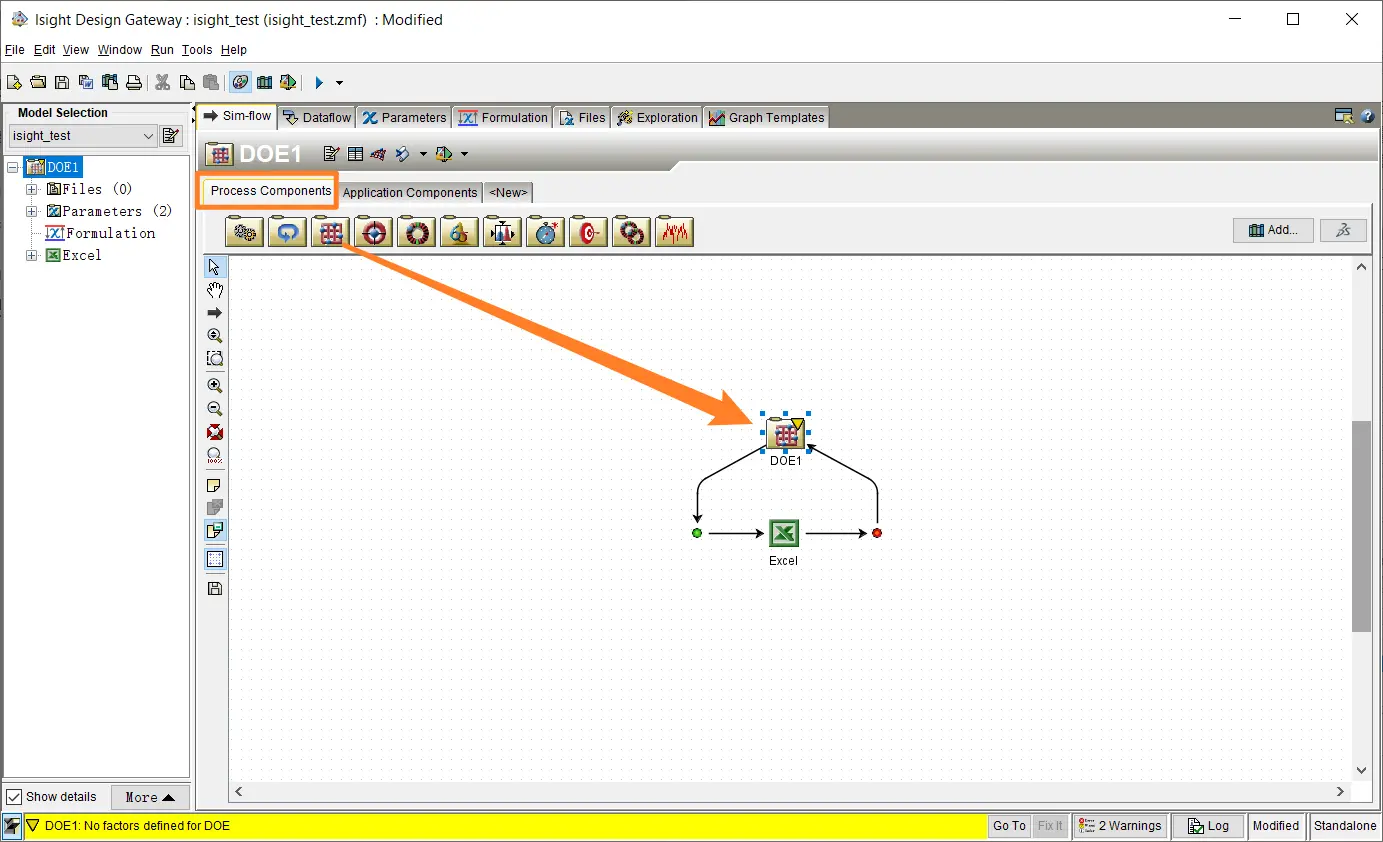 Isight Design Gateway : isight_test (isight_test.zmf) : Modified
File Edit View Window Run Tools Help
Model Selection
isight_test
DOE1
Files (0)
Parameters (2)
Formulation
Excel
Sim-flow Dataflow Parameters Formulation Files Exploration Graph Templates
DOE1
Process Components Application Components <New>
Add...
100%
DOE1
Excel
Show details More
DOE1: No factors defined for DOE
Go To Fix It 2 Warnings Log Modified Standalone